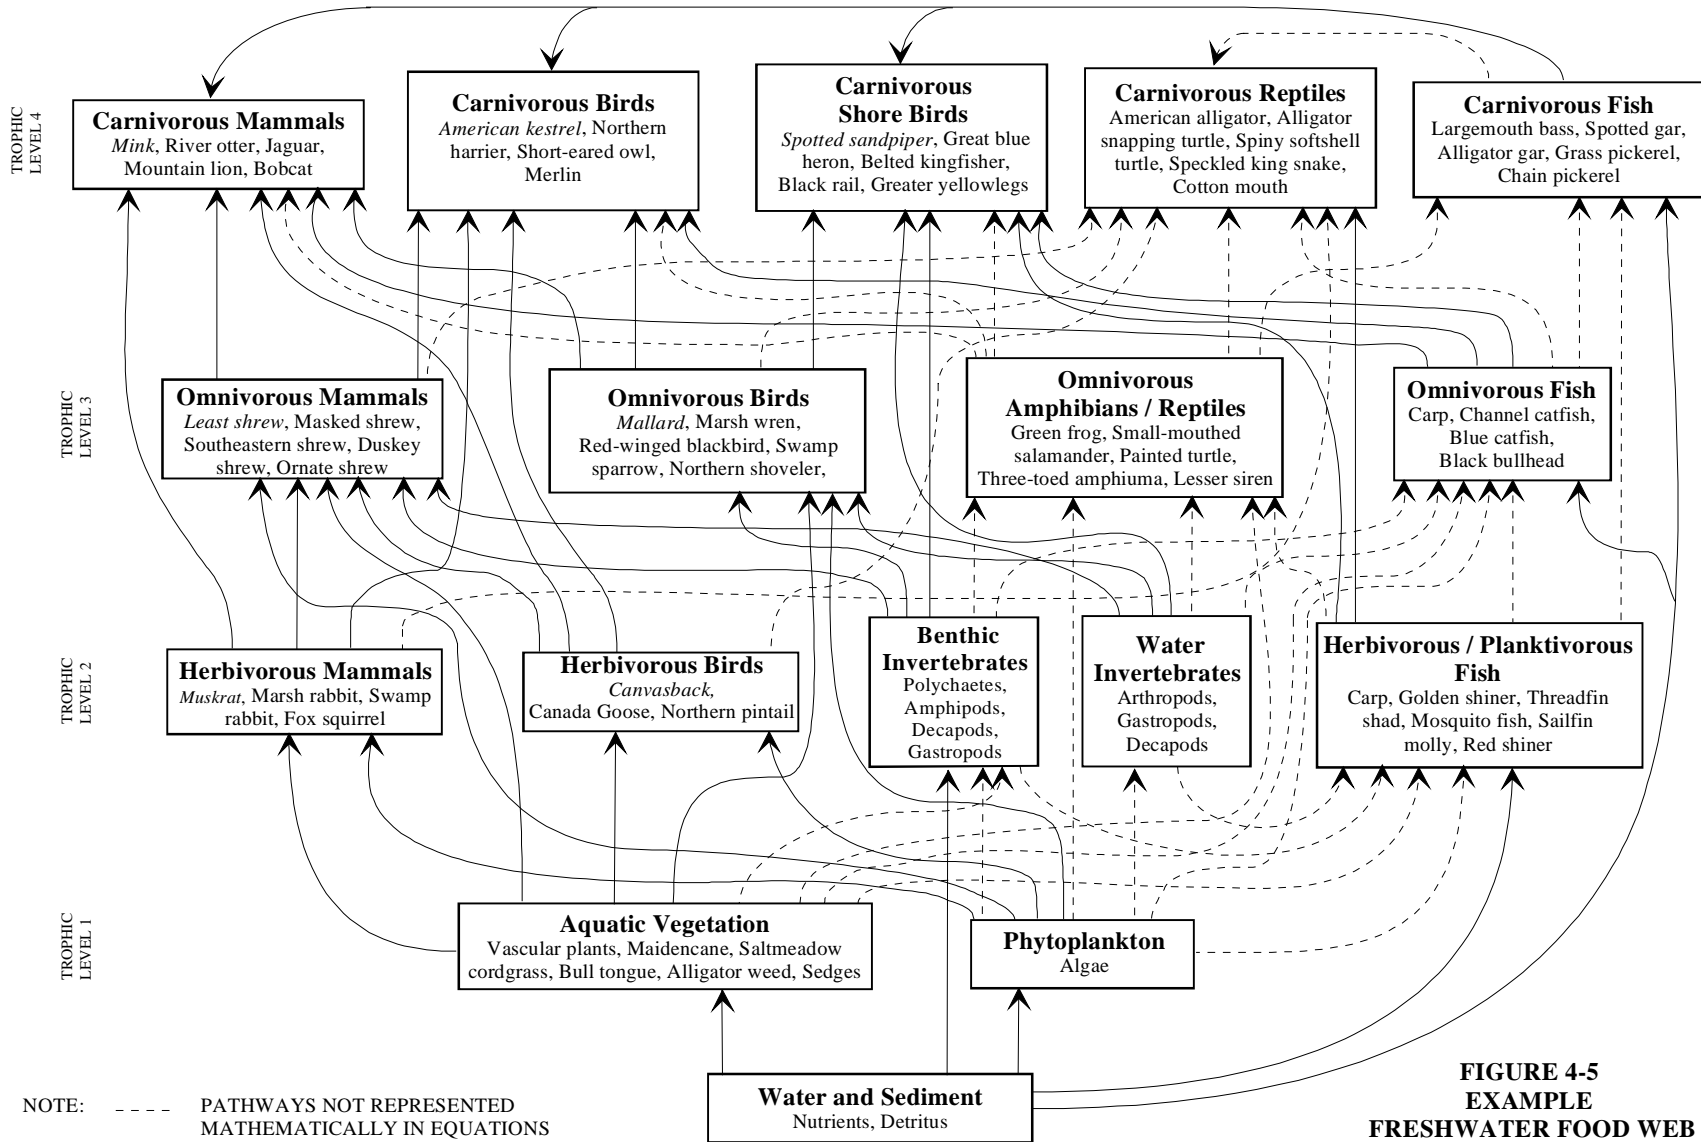 TROPHIC
LEVEL 4
Carnivorous Mammals
Mink, River otter, Jaguar,
Mountain lion, Bobcat
Carnivorous Birds
American kestrel, Northern
harrier, Short-eared owl,
Merlin
Carnivorous
Shore Birds
Spotted sandpiper, Great blue
heron, Belted kingfisher,
Black rail, Greater yellowlegs
Carnivorous Reptiles
American alligator, Alligator
snapping turtle, Spiny softshell
turtle, Speckled king snake,
Cotton mouth
Carnivorous Fish
Largemouth bass, Spotted gar,
Alligator gar, Grass pickerel,
Chain pickerel
TROPHIC
LEVEL 3
Omnivorous Mammals
Least shrew, Masked shrew,
Southeastern shrew, Duskey
shrew, Ornate shrew
Omnivorous Birds
Mallard, Marsh wren,
Red-winged blackbird, Swamp
sparrow, Northern shoveler,
Omnivorous
Amphibians / Reptiles
Green frog, Small-mouthed
salamander, Painted turtle,
Three-toed amphiuma, Lesser siren
Omnivorous Fish
Carp, Channel catfish,
Blue catfish,
Black bullhead
TROPHIC
LEVEL 2
Herbivorous Mammals
Muskrat, Marsh rabbit, Swamp
rabbit, Fox squirrel
Herbivorous Birds
Canvasback,
Canada Goose, Northern pintail
Benthic
Invertebrates
Polychaetes,
Amphipods,
Decapods,
Gastropods
Water
Invertebrates
Arthropods,
Gastropods,
Decapods
Herbivorous / Planktivorous
Fish
Carp, Golden shiner, Threadfin
shad, Mosquito fish, Sailfin
molly, Red shiner
TROPHIC
LEVEL 1
Aquatic Vegetation
Vascular plants, Maidencane, Saltmeadow
cordgrass, Bull tongue, Alligator weed, Sedges
Phytoplankton
Algae
Water and Sediment
Nutrients, Detritus
NOTE: ---- PATHWAYS NOT REPRESENTED
MATHEMATICALLY IN EQUATIONS
FIGURE 4-5
EXAMPLE
FRESHWATER FOOD WEB